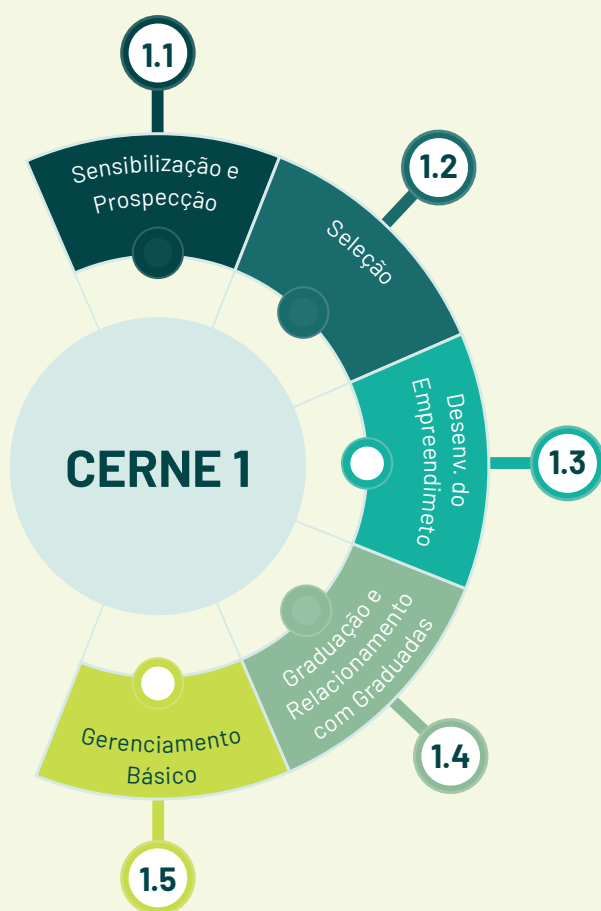 1.1
Sensibilização e
Prospecção
1.2
Seleção
CERNE 1
1.3
Desenv. do
Empreendimeto
1.4
Graduação e
Relacionamento
com Graduadas
1.5
Gerenciamento
Básico